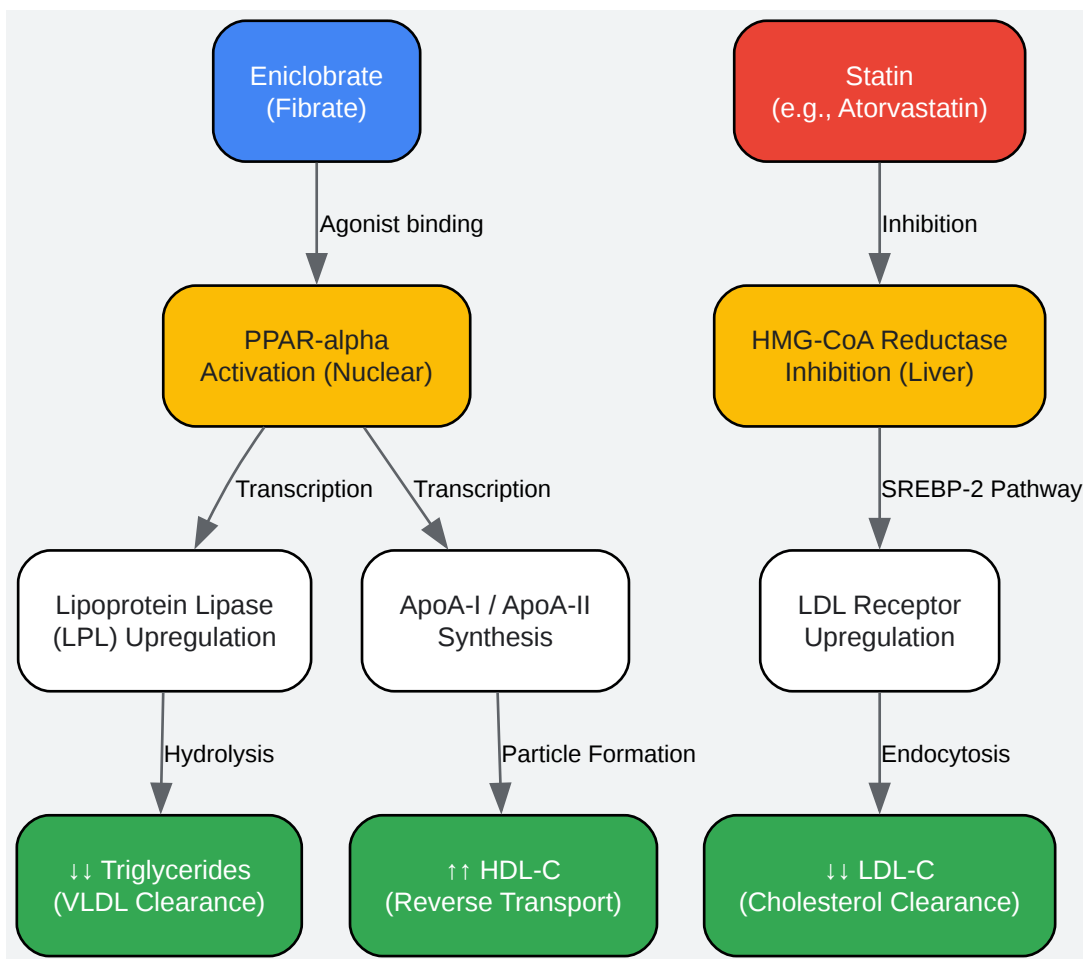 Eniclobrate
(Fibrate)
Statin
(e.g., Atorvastatin)
Agonist binding
Inhibition
PPAR-alpha
Activation (Nuclear)
HMG-CoA Reductase
Inhibition (Liver)
Transcription
Transcription
SREBP-2 Pathway
Lipoprotein Lipase
(LPL) Upregulation
ApoA-I / ApoA-II
Synthesis
LDL Receptor
Upregulation
Hydrolysis
Particle Formation
Endocytosis
↓↓ Triglycerides
(VLDL Clearance)
↑↑ HDL-C
(Reverse Transport)
↓↓ LDL-C
(Cholesterol Clearance)